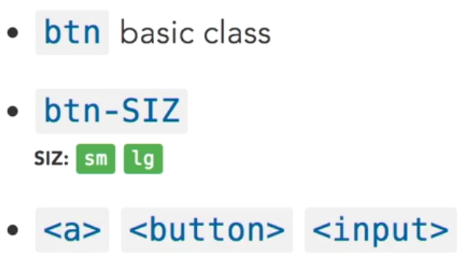 • btn basic class
• btn-SIZ
SIZ: sm lg
• <a> <button> <input>